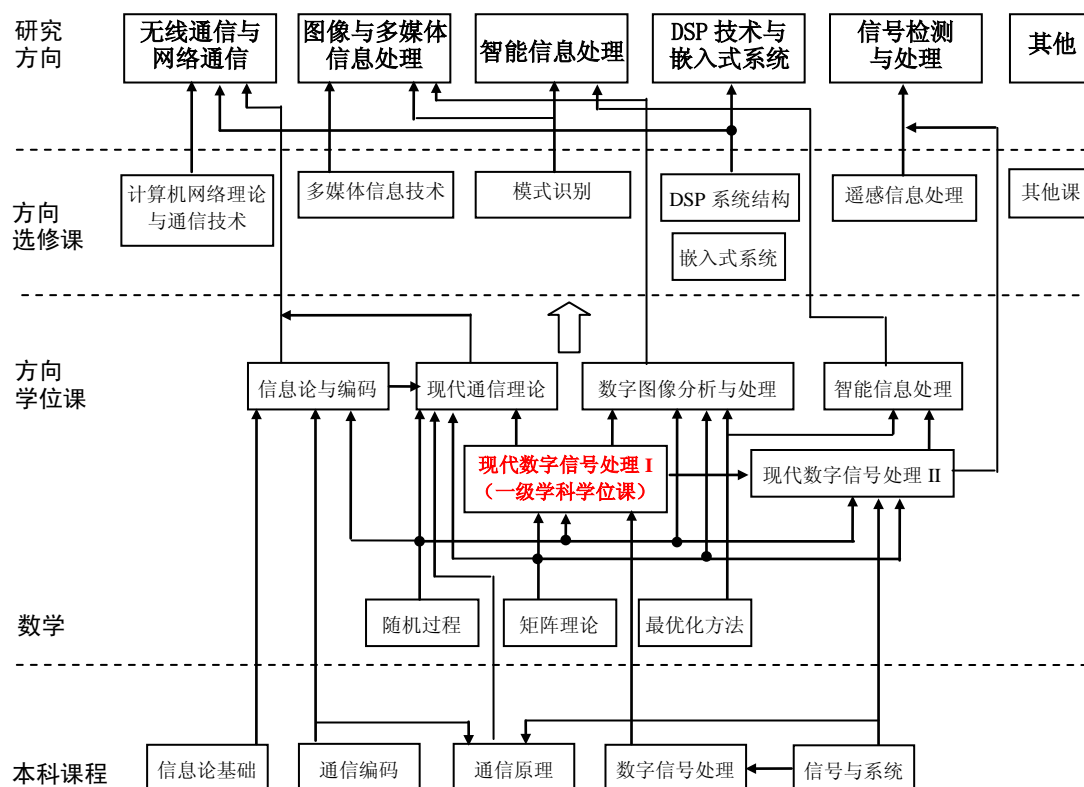 研究
方向
无线通信与
网络通信
图像与多媒体
信息处理
智能信息处理
DSP 技术与
嵌入式系统
信号检测
与处理
其他
方向
选修课
计算机网络理论
与通信技术
多媒体信息技术
模式识别
DSP 系统结构
嵌入式系统
遥感信息处理
其他课
方向
学位课
信息论与编码
现代通信理论
数字图像分析与处理
智能信息处理
现代数字信号处理 I
（一级学科学位课）
现代数字信号处理 II
数学
随机过程
矩阵理论
最优化方法
本科课程
信息论基础
通信编码
通信原理
数字信号处理
信号与系统